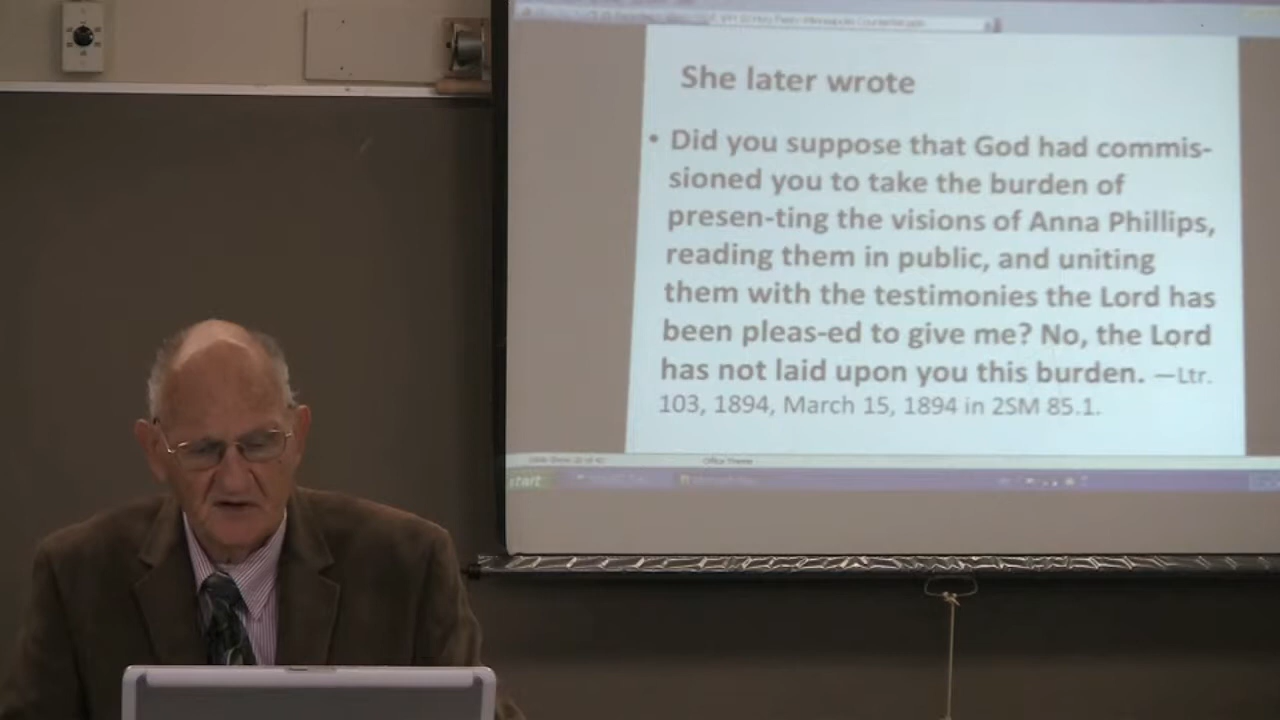 She later wrote
• Did you suppose that God had commis-
sioned you to take the burden of
presen-ting the visions of Anna Phillips,
reading them in public, and uniting
them with the testimonies the Lord has
been pleas-ed to give me? No, the Lord
has not laid upon you this burden. —Ltr.
103, 1894, March 15, 1894 in 2SM 85.1.
Office Theme
start